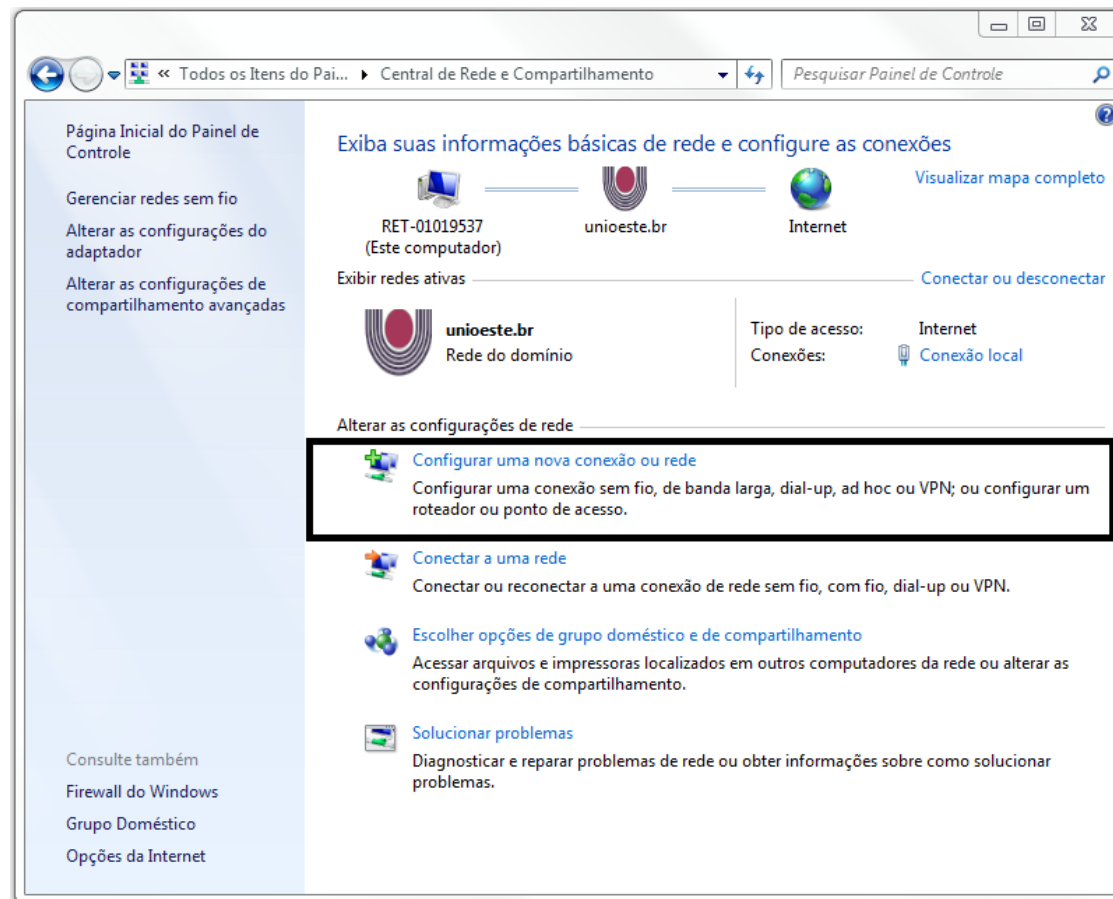 « Todos os Itens do Pai... ▸ Central de Rede e Compartilhamento
Pesquisar Painel de Controle
Página Inicial do Painel de
Controle
Gerenciar redes sem fio
Alterar as configurações do
adaptador
Alterar as configurações de
compartilhamento avançadas
Exiba suas informações básicas de rede e configure as conexões
Visualizar mapa completo
RET-01019537
(Este computador)
unioeste.br
Internet
Exibir redes ativas
Conectar ou desconectar
unioeste.br
Rede do domínio
Tipo de acesso: Internet
Conexões: Conexão local
Alterar as configurações de rede
Configurar uma nova conexão ou rede
Configurar uma conexão sem fio, de banda larga, dial-up, ad hoc ou VPN; ou configurar um
roteador ou ponto de acesso.
Conectar a uma rede
Conectar ou reconectar a uma conexão de rede sem fio, com fio, dial-up ou VPN.
Escolher opções de grupo doméstico e de compartilhamento
Acessar arquivos e impressoras localizados em outros computadores da rede ou alterar as
configurações de compartilhamento.
Solucionar problemas
Diagnosticar e reparar problemas de rede ou obter informações sobre como solucionar
problemas.
Consulte também
Firewall do Windows
Grupo Doméstico
Opções da Internet